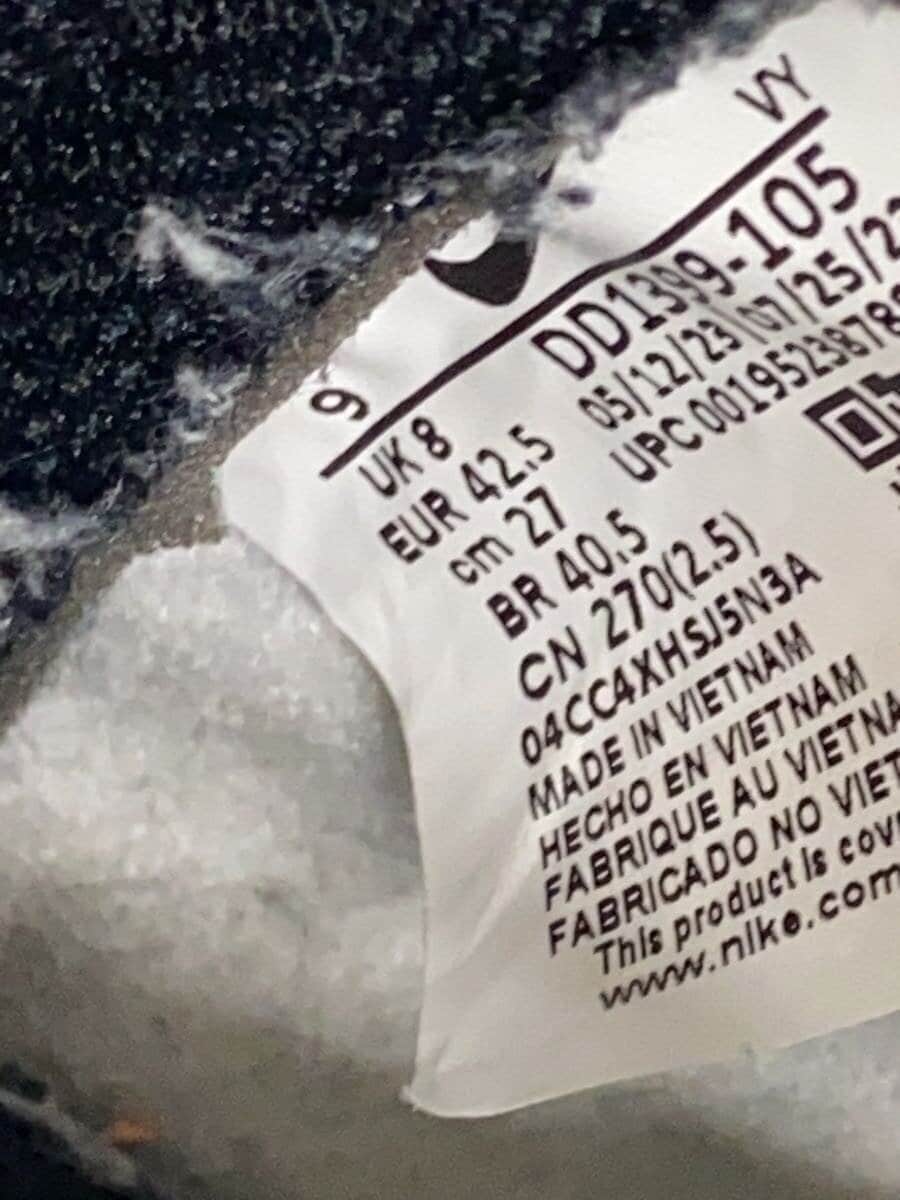 VY
9
DD1399-105
UK 8
05/12/23 07/25/2
EUR 42.5
UPC 001952387
cm 27
BR 40.5
CN 270(2.5)
04CC4XHSJ5N3A
MADE IN VIETNAM
HECHO EN VIETNAM
FABRIQUE AU VIETNA
FABRICADO NO VIET
This product is cov
www.nike.com